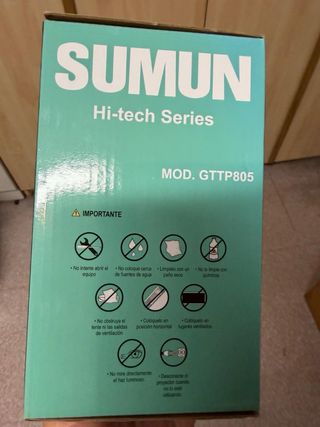 SUMUN
Hi-tech Series
MOD. GTTP805
IMPORTANTE
• No intente abrir el
equipo
• No coloque cerca
de fuentes de agua
• Límpielo con un
paño seco
• No lo limpie con
químicos
• No obstruya el
lente ni las salidas
de ventilación
• Colóquelo en
posición horizontal
• Colóquelo en
lugares ventilados
• No mire directamente
el haz luminoso
• Desconecte el
proyector cuando
no lo esté
utilizando